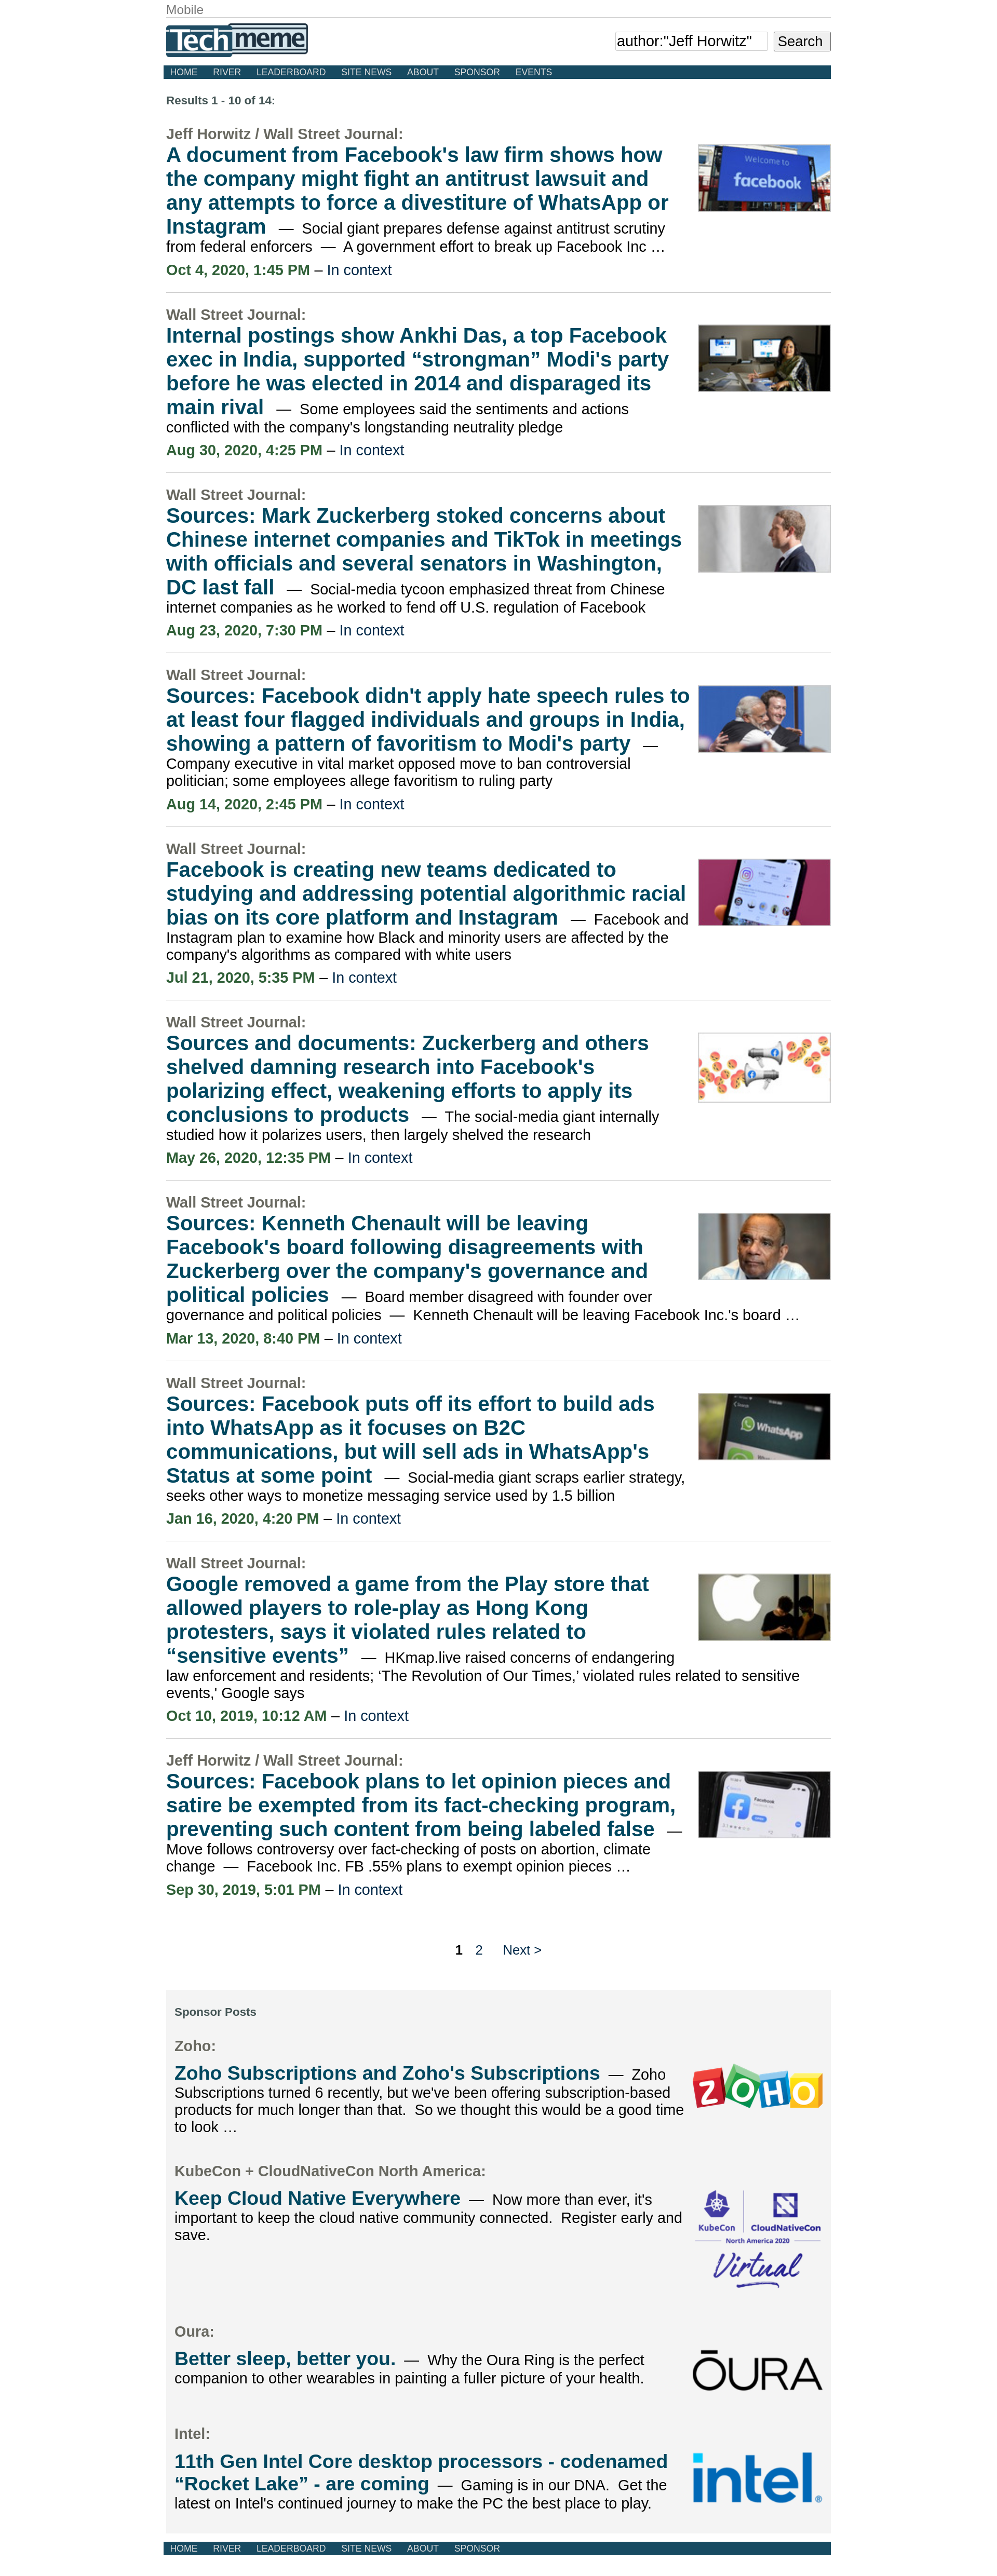 Mobile
Techmeme
author:"Jeff Horwitz"
Search
HOME RIVER LEADERBOARD SITE NEWS ABOUT SPONSOR EVENTS
Results 1 - 10 of 14:
Jeff Horwitz / Wall Street Journal:
A document from Facebook's law firm shows how
the company might fight an antitrust lawsuit and
any attempts to force a divestiture of WhatsApp or
Instagram — Social giant prepares defense against antitrust scrutiny
from federal enforcers — A government effort to break up Facebook Inc …
Welcome to
facebook
Oct 4, 2020, 1:45 PM – In context
Wall Street Journal:
Internal postings show Ankhi Das, a top Facebook
exec in India, supported “strongman” Modi's party
before he was elected in 2014 and disparaged its
main rival — Some employees said the sentiments and actions
conflicted with the company's longstanding neutrality pledge
Aug 30, 2020, 4:25 PM – In context
Wall Street Journal:
Sources: Mark Zuckerberg stoked concerns about
Chinese internet companies and TikTok in meetings
with officials and several senators in Washington,
DC last fall — Social-media tycoon emphasized threat from Chinese
internet companies as he worked to fend off U.S. regulation of Facebook
Aug 23, 2020, 7:30 PM – In context
Wall Street Journal:
Sources: Facebook didn't apply hate speech rules to
at least four flagged individuals and groups in India,
showing a pattern of favoritism to Modi's party —
Company executive in vital market opposed move to ban controversial
politician; some employees allege favoritism to ruling party
Aug 14, 2020, 2:45 PM – In context
Wall Street Journal:
Facebook is creating new teams dedicated to
studying and addressing potential algorithmic racial
bias on its core platform and Instagram — Facebook and
Instagram plan to examine how Black and minority users are affected by the
company's algorithms as compared with white users
Jul 21, 2020, 5:35 PM – In context
Wall Street Journal:
Sources and documents: Zuckerberg and others
shelved damning research into Facebook's
polarizing effect, weakening efforts to apply its
conclusions to products — The social-media giant internally
studied how it polarizes users, then largely shelved the research
May 26, 2020, 12:35 PM – In context
Wall Street Journal:
Sources: Kenneth Chenault will be leaving
Facebook's board following disagreements with
Zuckerberg over the company's governance and
political policies — Board member disagreed with founder over
governance and political policies — Kenneth Chenault will be leaving Facebook Inc.'s board …
Mar 13, 2020, 8:40 PM – In context
Wall Street Journal:
Sources: Facebook puts off its effort to build ads
into WhatsApp as it focuses on B2C
communications, but will sell ads in WhatsApp's
Status at some point — Social-media giant scraps earlier strategy,
seeks other ways to monetize messaging service used by 1.5 billion
WhatsApp
Jan 16, 2020, 4:20 PM – In context
Wall Street Journal:
Google removed a game from the Play store that
allowed players to role-play as Hong Kong
protesters, says it violated rules related to
“sensitive events” — HKmap.live raised concerns of endangering
law enforcement and residents; ‘The Revolution of Our Times,’ violated rules related to sensitive
events,' Google says
Oct 10, 2019, 10:12 AM – In context
Jeff Horwitz / Wall Street Journal:
Sources: Facebook plans to let opinion pieces and
satire be exempted from its fact-checking program,
preventing such content from being labeled false —
Move follows controversy over fact-checking of posts on abortion, climate
change — Facebook Inc. FB .55% plans to exempt opinion pieces …
Facebook
Sep 30, 2019, 5:01 PM – In context
1 2 Next >
Sponsor Posts
Zoho:
Zoho Subscriptions and Zoho's Subscriptions — Zoho
Subscriptions turned 6 recently, but we've been offering subscription-based
products for much longer than that. So we thought this would be a good time
to look …
ZOHO
KubeCon + CloudNativeCon North America:
Keep Cloud Native Everywhere — Now more than ever, it's
important to keep the cloud native community connected. Register early and
save.
KubeCon CloudNativeCon
North America 2020
Virtual
Oura:
Better sleep, better you. — Why the Oura Ring is the perfect
companion to other wearables in painting a fuller picture of your health.
ŌURA
Intel:
11th Gen Intel Core desktop processors - codenamed
“Rocket Lake” - are coming — Gaming is in our DNA. Get the
latest on Intel's continued journey to make the PC the best place to play.
intel®
HOME RIVER LEADERBOARD SITE NEWS ABOUT SPONSOR